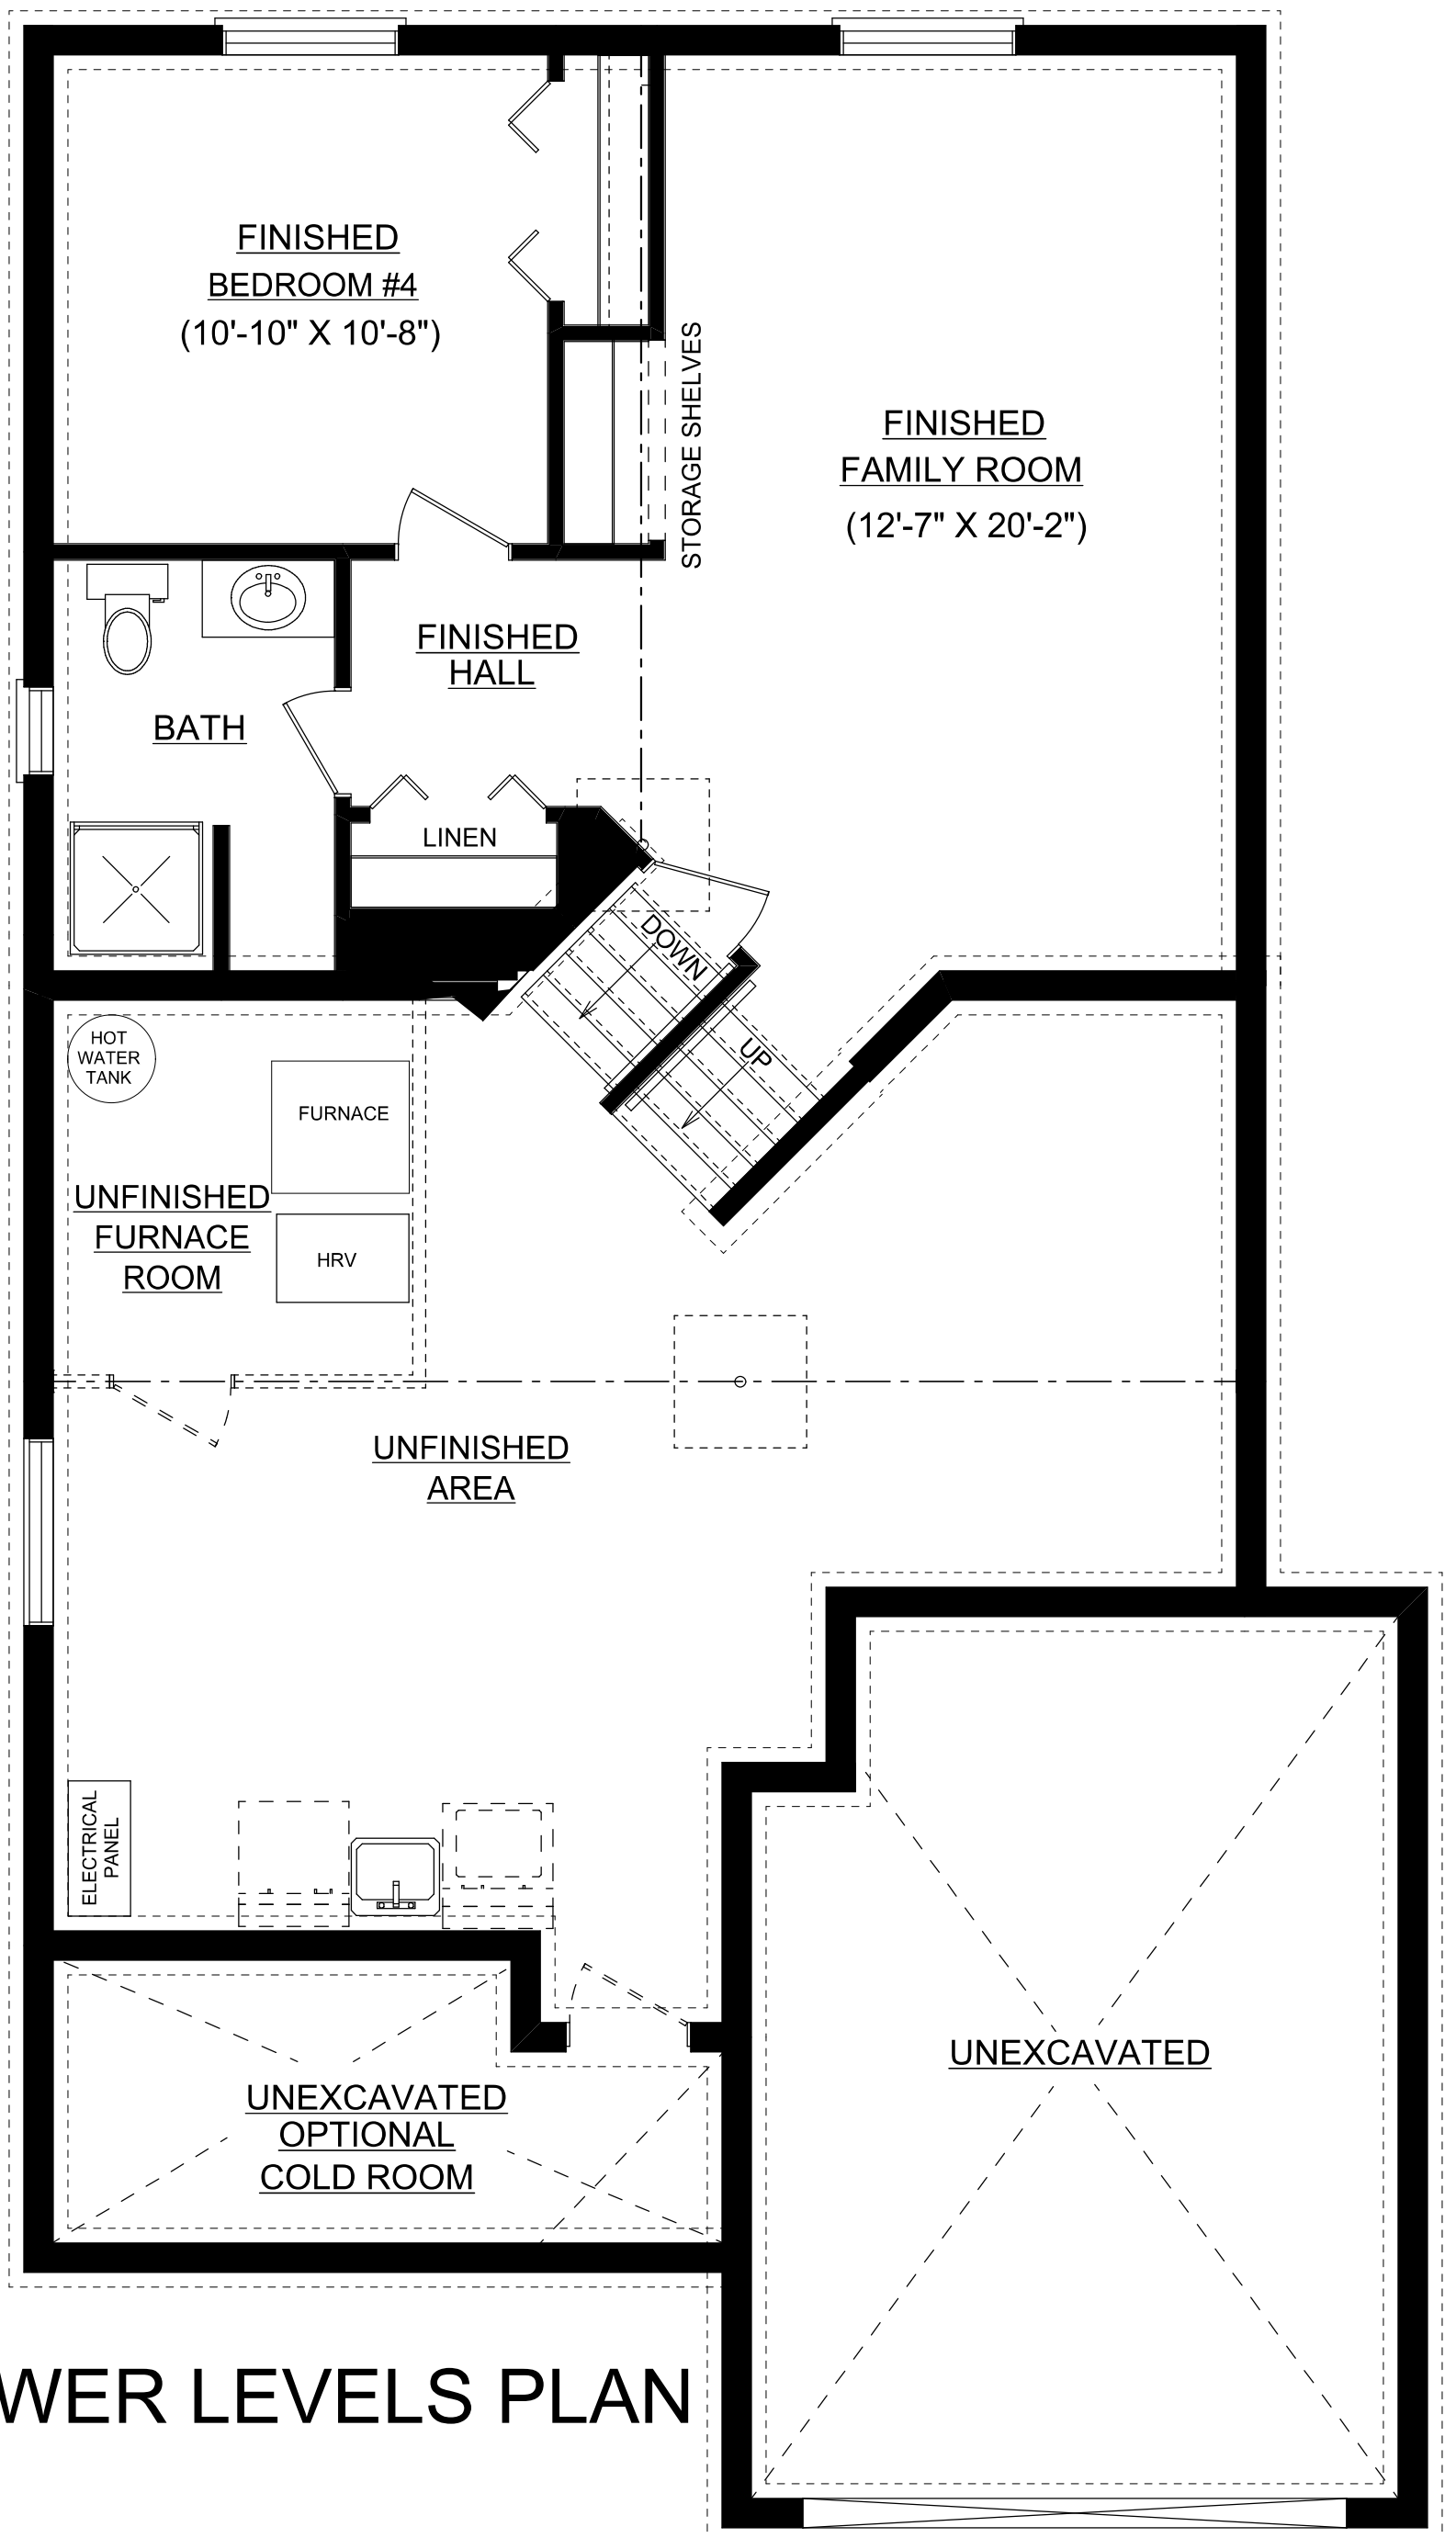 FINISHED
BEDROOM #4
(10'-10" X 10'-8")
STORAGE SHELVES
FINISHED
FAMILY ROOM
(12'-7" X 20'-2")
FINISHED
HALL
BATH
LINEN
DOWN
UP
HOT
WATER
TANK
FURNACE
UNFINISHED
FURNACE
ROOM
HRV
UNFINISHED
AREA
ELECTRICAL
PANEL
UNEXCAVATED
OPTIONAL
COLD ROOM
UNEXCAVATED
WER LEVELS PLAN